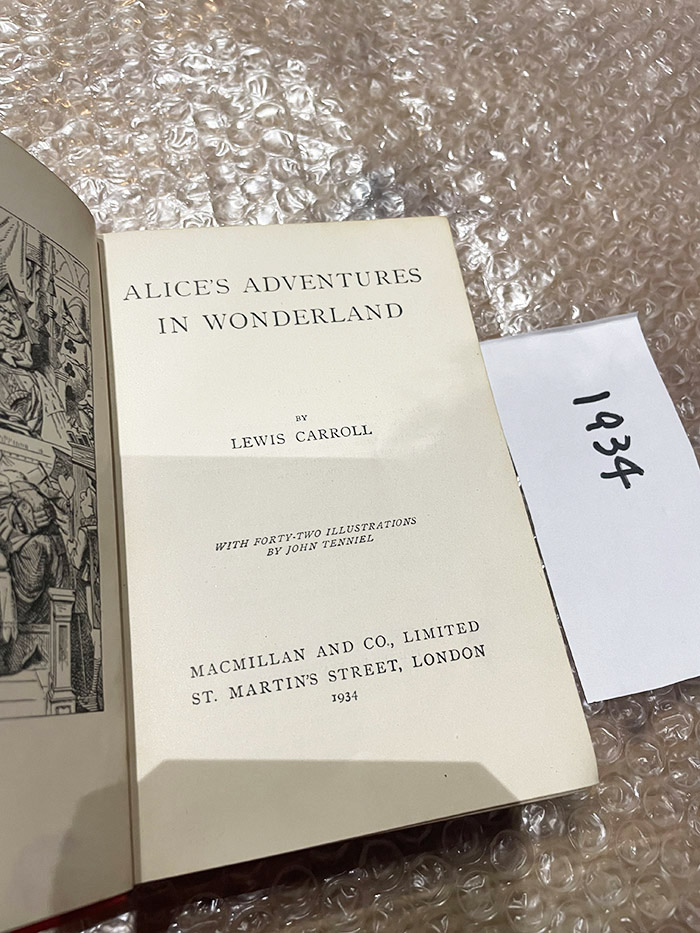 ALICE'S ADVENTURES
IN WONDERLAND
BY
LEWIS CARROLL
WITH FORTY-TWO ILLUSTRATIONS
BY JOHN TENNIEL
MACMILLAN AND CO., LIMITED
ST. MARTIN'S STREET, LONDON
1934
1934